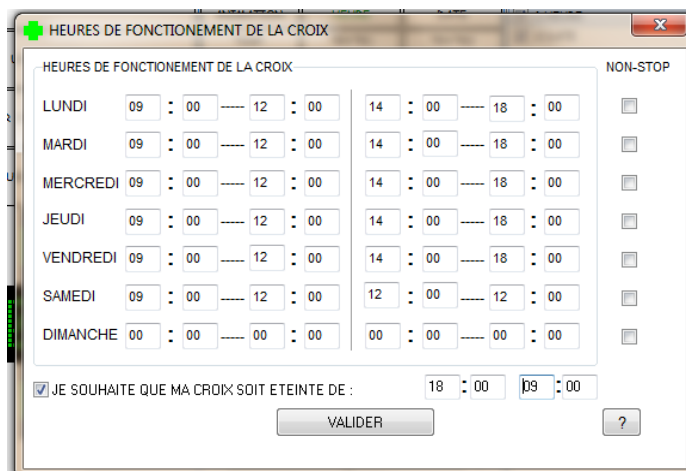 HEURES DE FONCTIONEMENT DE LA CROIX
HEURES DE FONCTIONEMENT DE LA CROIX NON-STOP
LUNDI 09 : 00 ----- 12 : 00 14 : 00 ----- 18 : 00
MARDI 09 : 00 ----- 12 : 00 14 : 00 ----- 18 : 00
MERCREDI 09 : 00 ----- 12 : 00 14 : 00 ----- 18 : 00
JEUDI 09 : 00 ----- 12 : 00 14 : 00 ----- 18 : 00
VENDREDI 09 : 00 ----- 12 : 00 14 : 00 ----- 18 : 00
SAMEDI 09 : 00 ----- 12 : 00 12 : 00 ----- 12 : 00
DIMANCHE 00 : 00 ----- 00 : 00 00 : 00 ----- 00 : 00
JE SOUHAITE QUE MA CROIX SOIT ETEINTE DE : 18 : 00 09 : 00
VALIDER ?